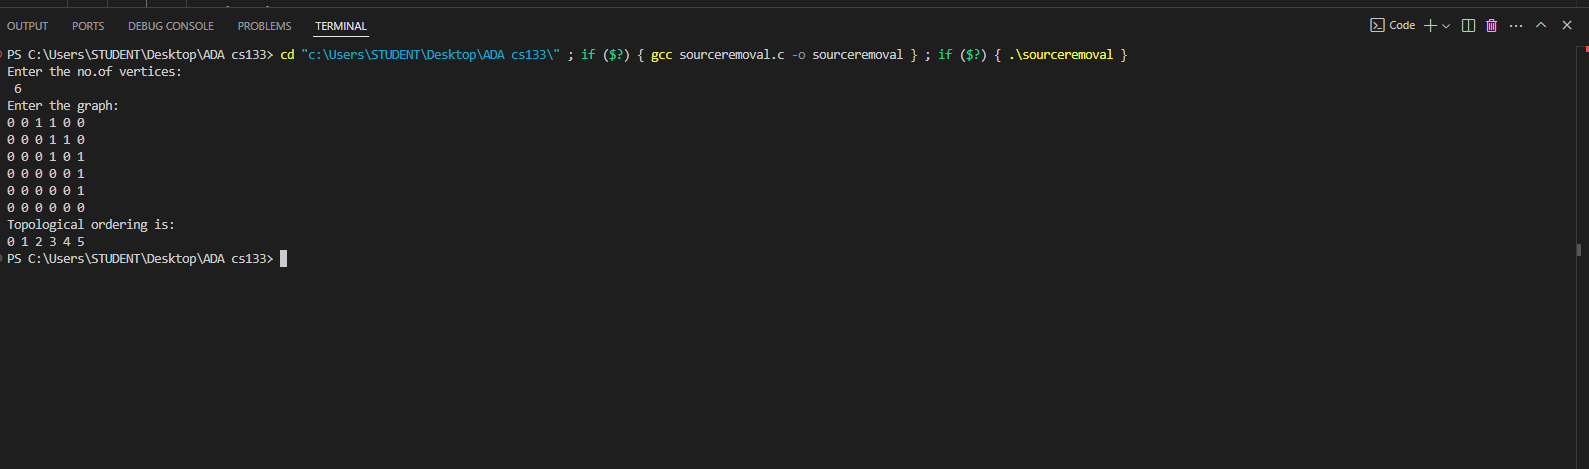 OUTPUT PORTS DEBUG CONSOLE PROBLEMS TERMINAL Code
PS C:\Users\STUDENT\Desktop\ADA cs133> cd "c:\Users\STUDENT\Desktop\ADA cs133\" ; if ($?) { gcc sourceremoval.c -o sourceremoval } ; if ($?) { .\sourceremoval }
Enter the no.of vertices:
6
Enter the graph:
0 0 1 1 0 0
0 0 0 1 1 0
0 0 0 1 0 1
0 0 0 0 0 1
0 0 0 0 0 1
0 0 0 0 0 0
Topological ordering is:
0 1 2 3 4 5
PS C:\Users\STUDENT\Desktop\ADA cs133>